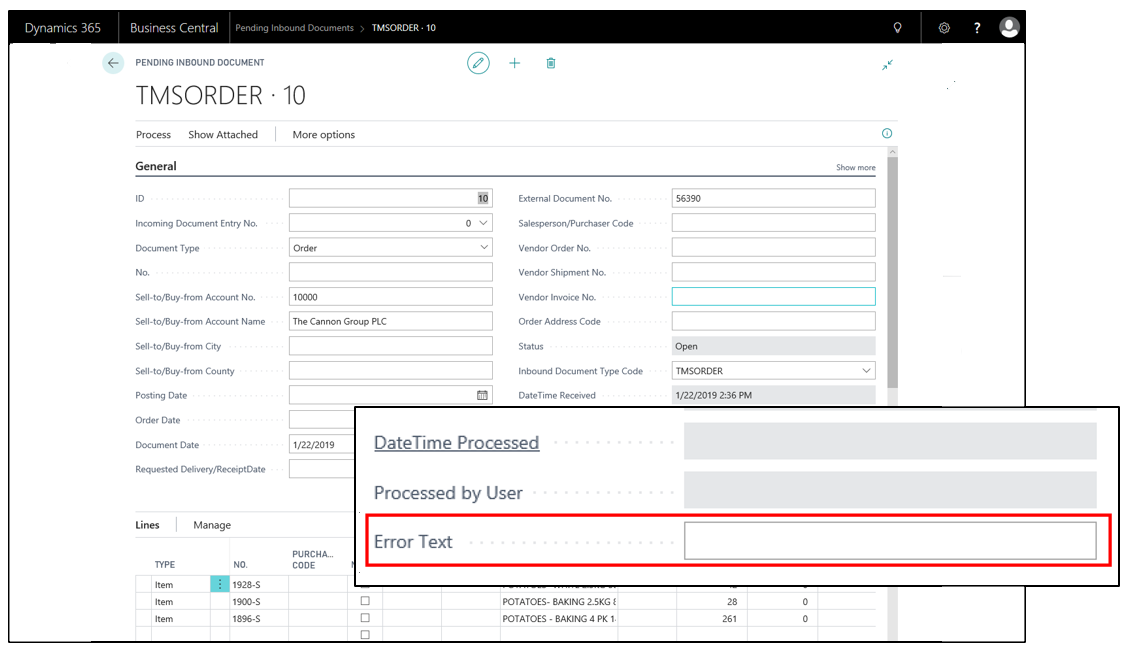 Dynamics 365 Business Central Pending Inbound Documents > TMSORDER · 10 ?
PENDING INBOUND DOCUMENT
TMSORDER · 10
Process Show Attached More options
General Show more
ID 10 External Document No. 56390
Incoming Document Entry No. 0 Salesperson/Purchaser Code
Document Type Order Vendor Order No.
No. Vendor Shipment No.
Sell-to/Buy-from Account No. 10000 Vendor Invoice No.
Sell-to/Buy-from Account Name The Cannon Group PLC Order Address Code
Sell-to/Buy-from City Status Open
Sell-to/Buy-from County Inbound Document Type Code TMSORDER
Posting Date DateTime Received 1/22/2019 2:36 PM
Order Date
Document Date 1/22/2019
Requested Delivery/ReceiptDate
DateTime Processed
Processed by User
Error Text
Lines Manage
TYPE NO. PURCHA... CODE
Item 1928-S
Item 1900-S POTATOES- BAKING 2.5KG 28 0
Item 1896-S POTATOES - BAKING 4 PK 261 0